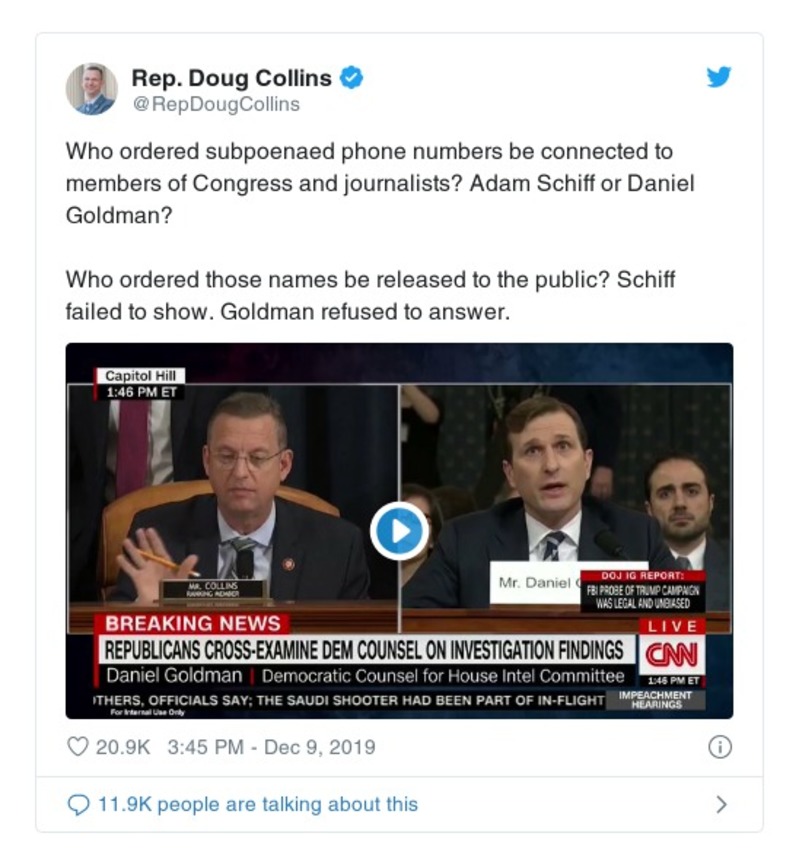 Rep. Doug Collins
@RepDougCollins
Who ordered subpoenaed phone numbers be connected to
members of Congress and journalists? Adam Schiff or Daniel
Goldman?
Who ordered those names be released to the public? Schiff
failed to show. Goldman refused to answer.
Capitol Hill
1:46 PM ET
MR. COLLINS
RANKING MEMBER
Mr. Daniel
DOJ IG REPORT:
FBI PROBE OF TRUMP CAMPAIGN
WAS LEGAL AND UNBIASED
BREAKING NEWS
LIVE
REPUBLICANS CROSS-EXAMINE DEM COUNSEL ON INVESTIGATION FINDINGS
CNN
Daniel Goldman | Democratic Counsel for House Intel Committee
1:46 PM ET
THERS, OFFICIALS SAY; THE SAUDI SHOOTER HAD BEEN PART OF IN-FLIGHT
IMPEACHMENT
HEARINGS
For Internal Use Only
20.9K 3:45 PM - Dec 9, 2019
11.9K people are talking about this